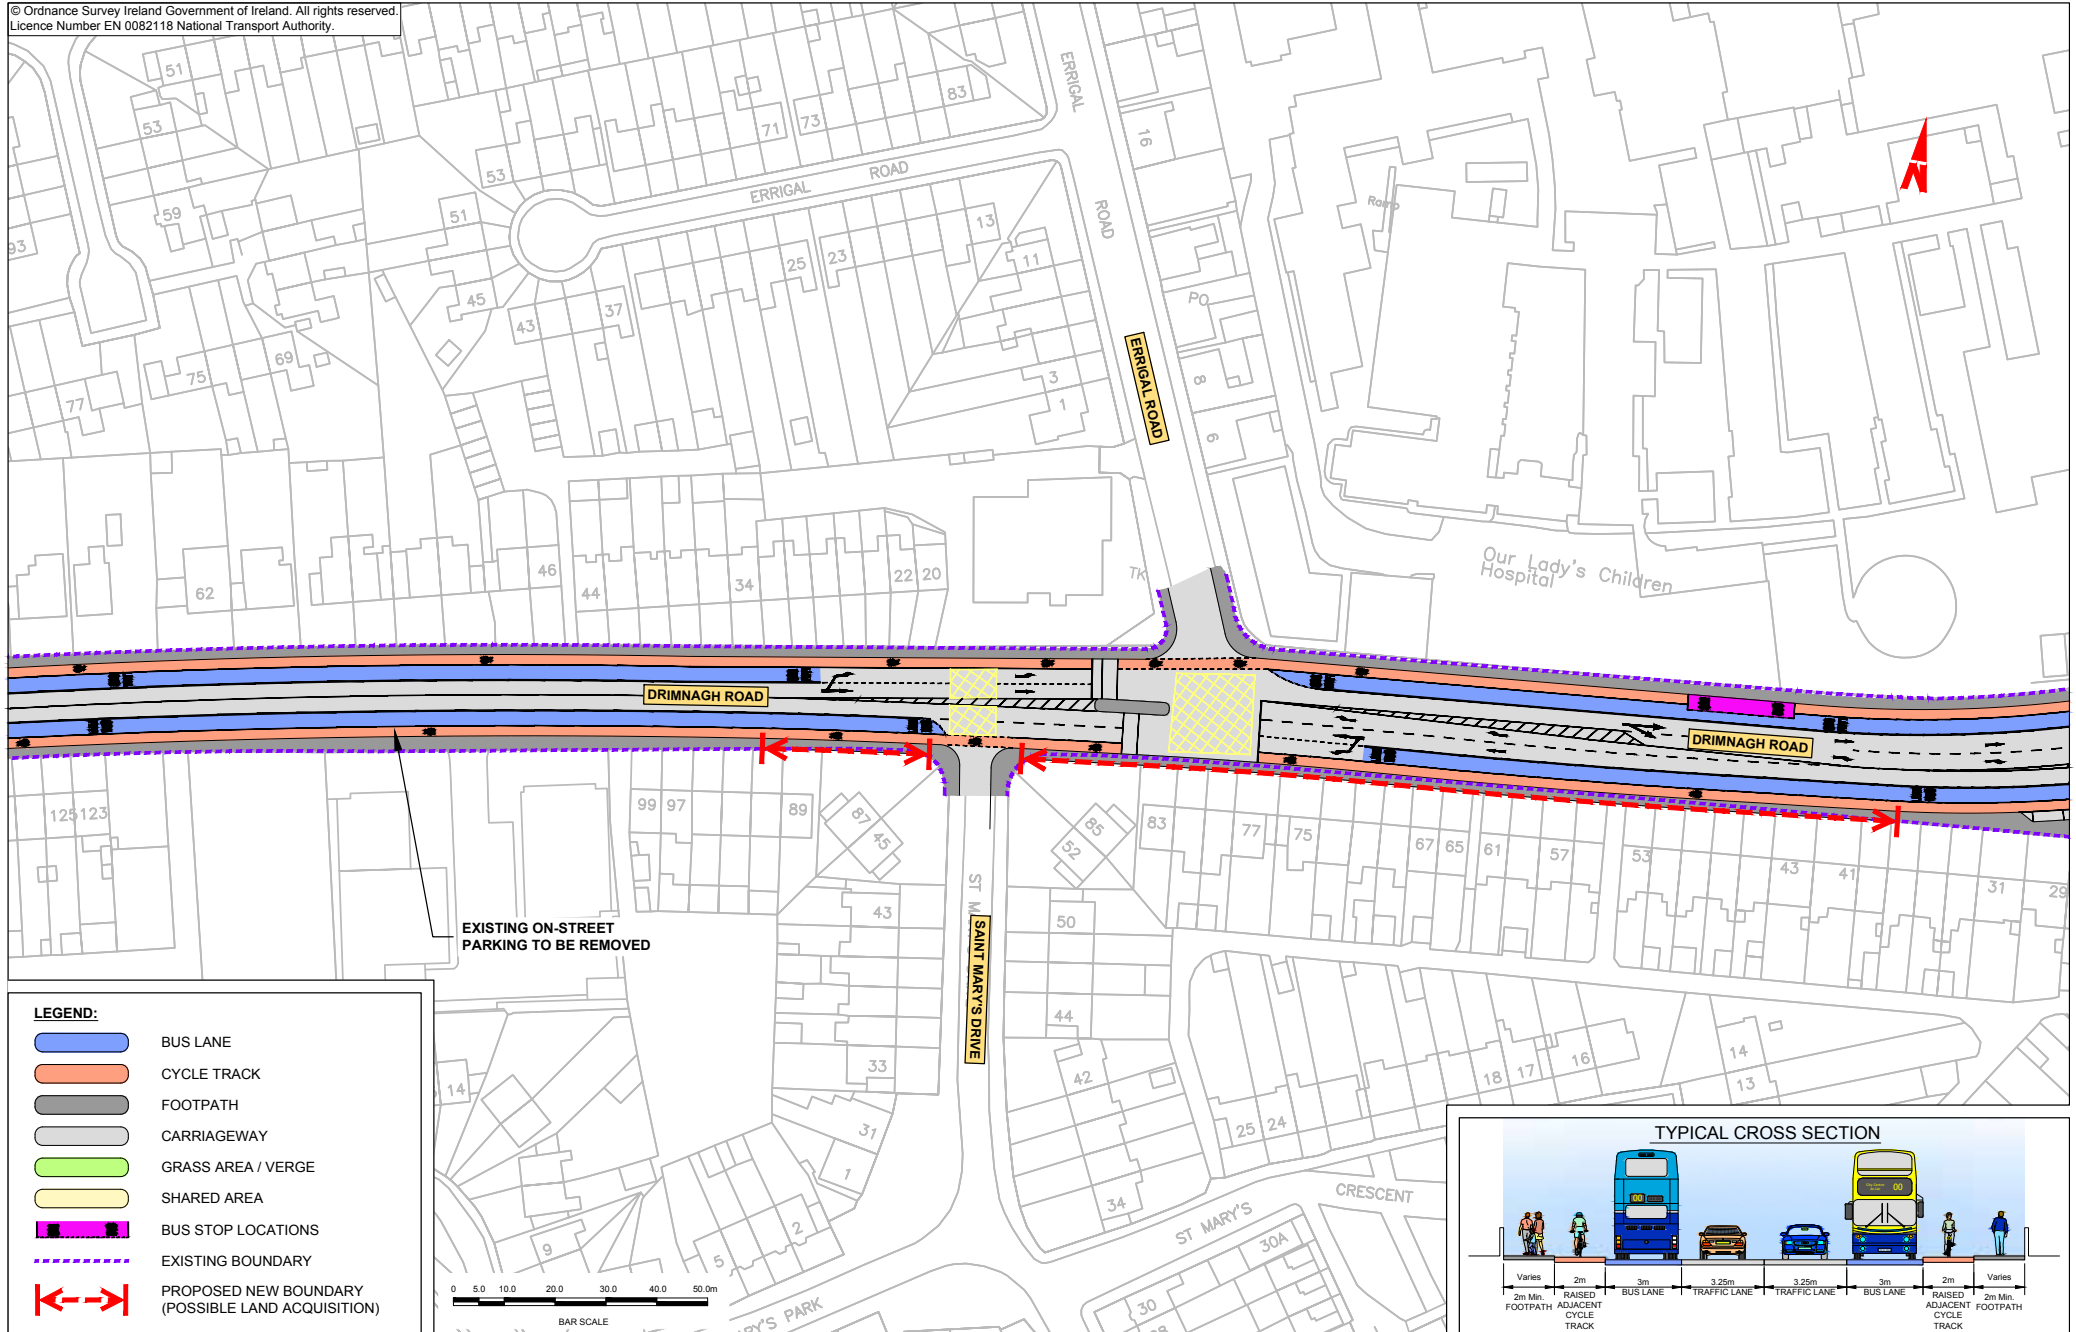 © Ordnance Survey Ireland Government of Ireland. All rights reserved.
Licence Number EN 0082118 National Transport Authority.
51
53
59
93
53
51
45
43
37
71
73
83
ERRIGAL ROAD
ERRIGAL
ROAD
16
13
11
25
23
3
1
PO
8
6
Ramp
69
75
77
ERRIGAL ROAD
N
62
46
44
34
22
20
TK
Our Lady's Children
Hospital
DRIMNAGH ROAD
DRIMNAGH ROAD
125
123
99
97
89
87
45
85
52
83
77
75
67
65
61
57
53
43
41
31
29
EXISTING ON-STREET
PARKING TO BE REMOVED
43
33
31
1
2
5
9
14
50
44
42
34
SAINT MARY'S DRIVE
25
24
18
17
16
14
13
CRESCENT
ST MARY'S
30A
30
LEGEND:
BUS LANE
CYCLE TRACK
FOOTPATH
CARRIAGEWAY
GRASS AREA / VERGE
SHARED AREA
BUS STOP LOCATIONS
EXISTING BOUNDARY
PROPOSED NEW BOUNDARY
(POSSIBLE LAND ACQUISITION)
0 5.0 10.0 20.0 30.0 40.0 50.0m
BAR SCALE
PARK
TYPICAL CROSS SECTION
00
00
Varies 2m 3m 3.25m 3.25m 3m 2m Varies
2m Min.
FOOTPATH
RAISED
ADJACENT
CYCLE
TRACK
BUS LANE
TRAFFIC LANE
TRAFFIC LANE
BUS LANE
RAISED
ADJACENT
CYCLE
TRACK
2m Min.
FOOTPATH